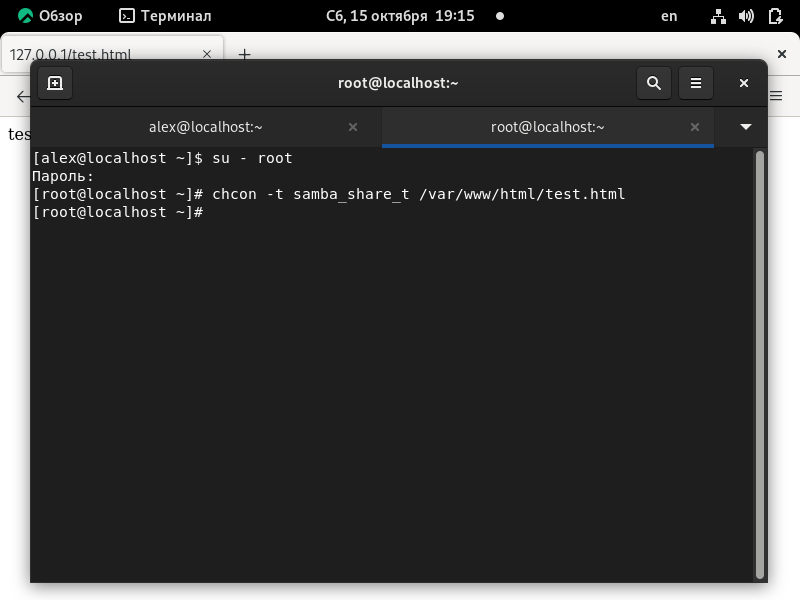 Обзор Терминал Сб, 15 октября 19:15 en
127.0.0.1/test.html
root@localhost:~
alex@localhost:~ root@localhost:~
tes
[alex@localhost ~]$ su - root
Пароль:
[root@localhost ~]# chcon -t samba_share_t /var/www/html/test.html
[root@localhost ~]#